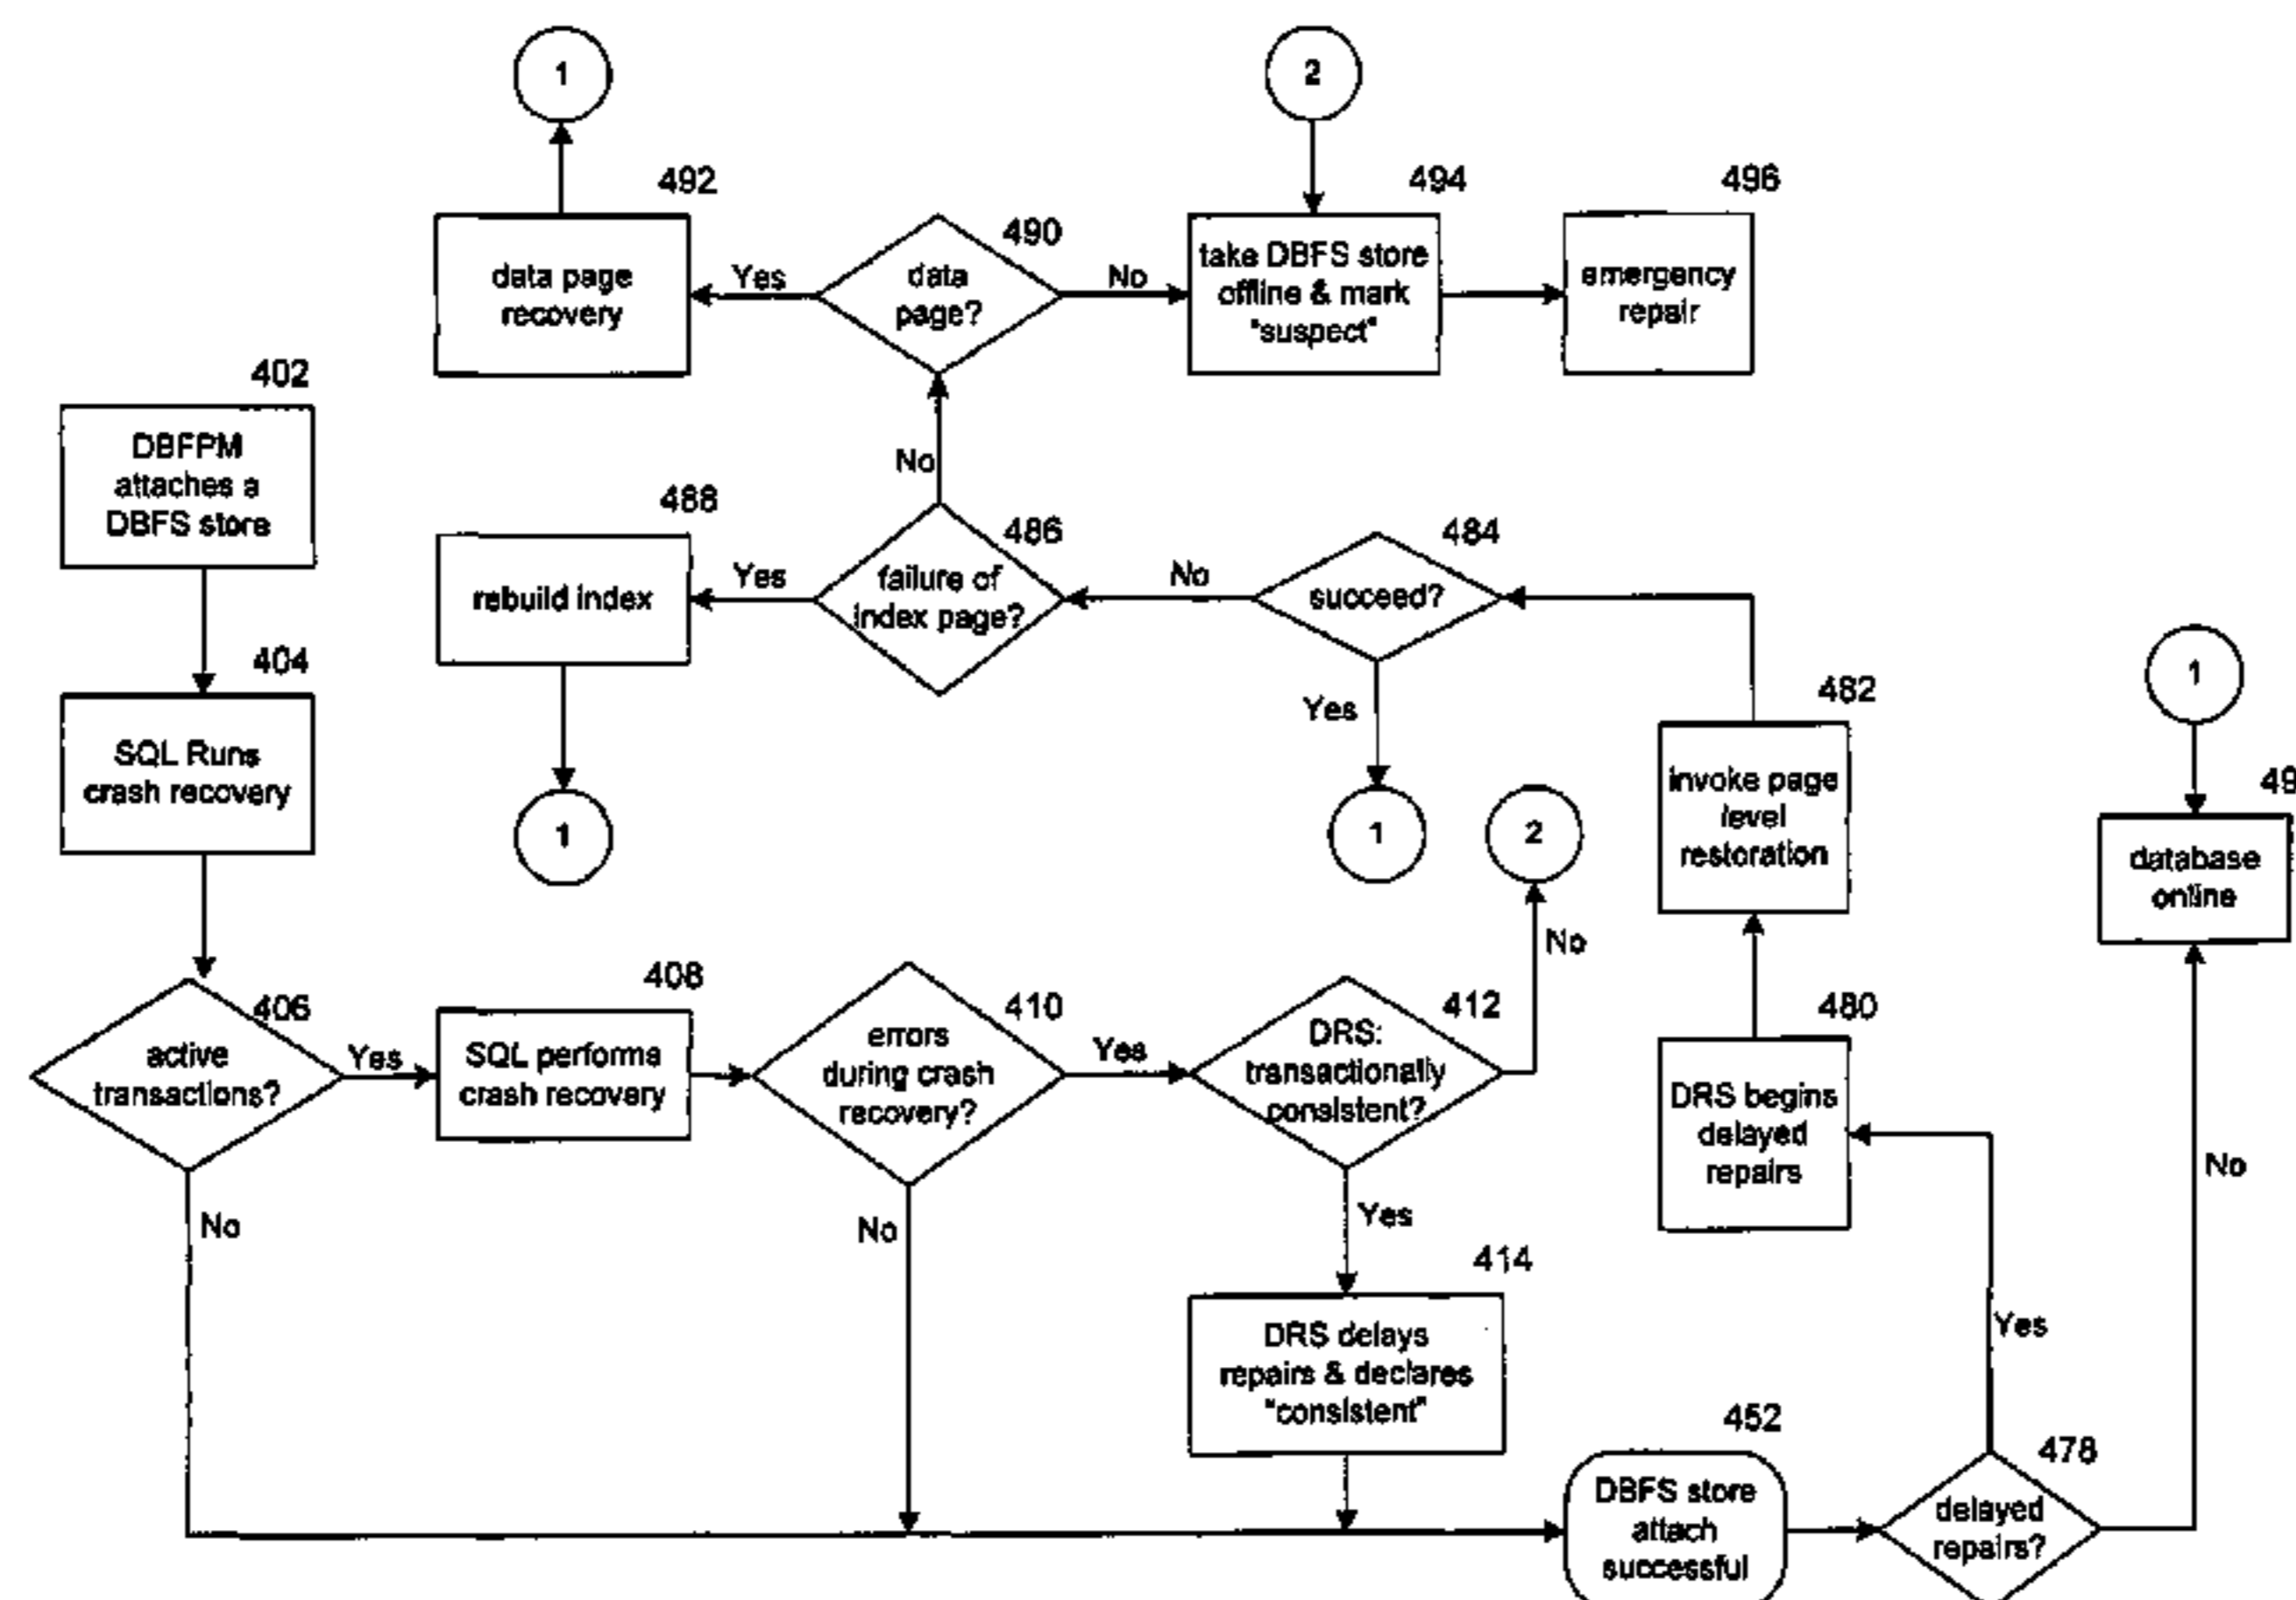 1
2
492
494
496
490
data page
recovery
Yes
data
page?
No
take DBFS store
offline & mark
"suspect"
emergency
repair
402
DBFPM
attaches a
DBFS store
No
488
486
484
rebuild index
Yes
failure of
index page?
No
succeed?
404
SQL Runs
crash recovery
Yes
482
1
1
1
2
invoke page
level
restoration
49
database
online
No
406
active
transactions?
Yes
408
SQL performs
crash recovery
410
errors
during crash
recovery?
Yes
412
DRS:
transactionally
consistent?
480
DRS begins
delayed
repairs
No
No
No
Yes
414
DRS delays
repairs & declares
"consistent"
Yes
452
DBFS store
attach
successful
478
delayed
repairs?